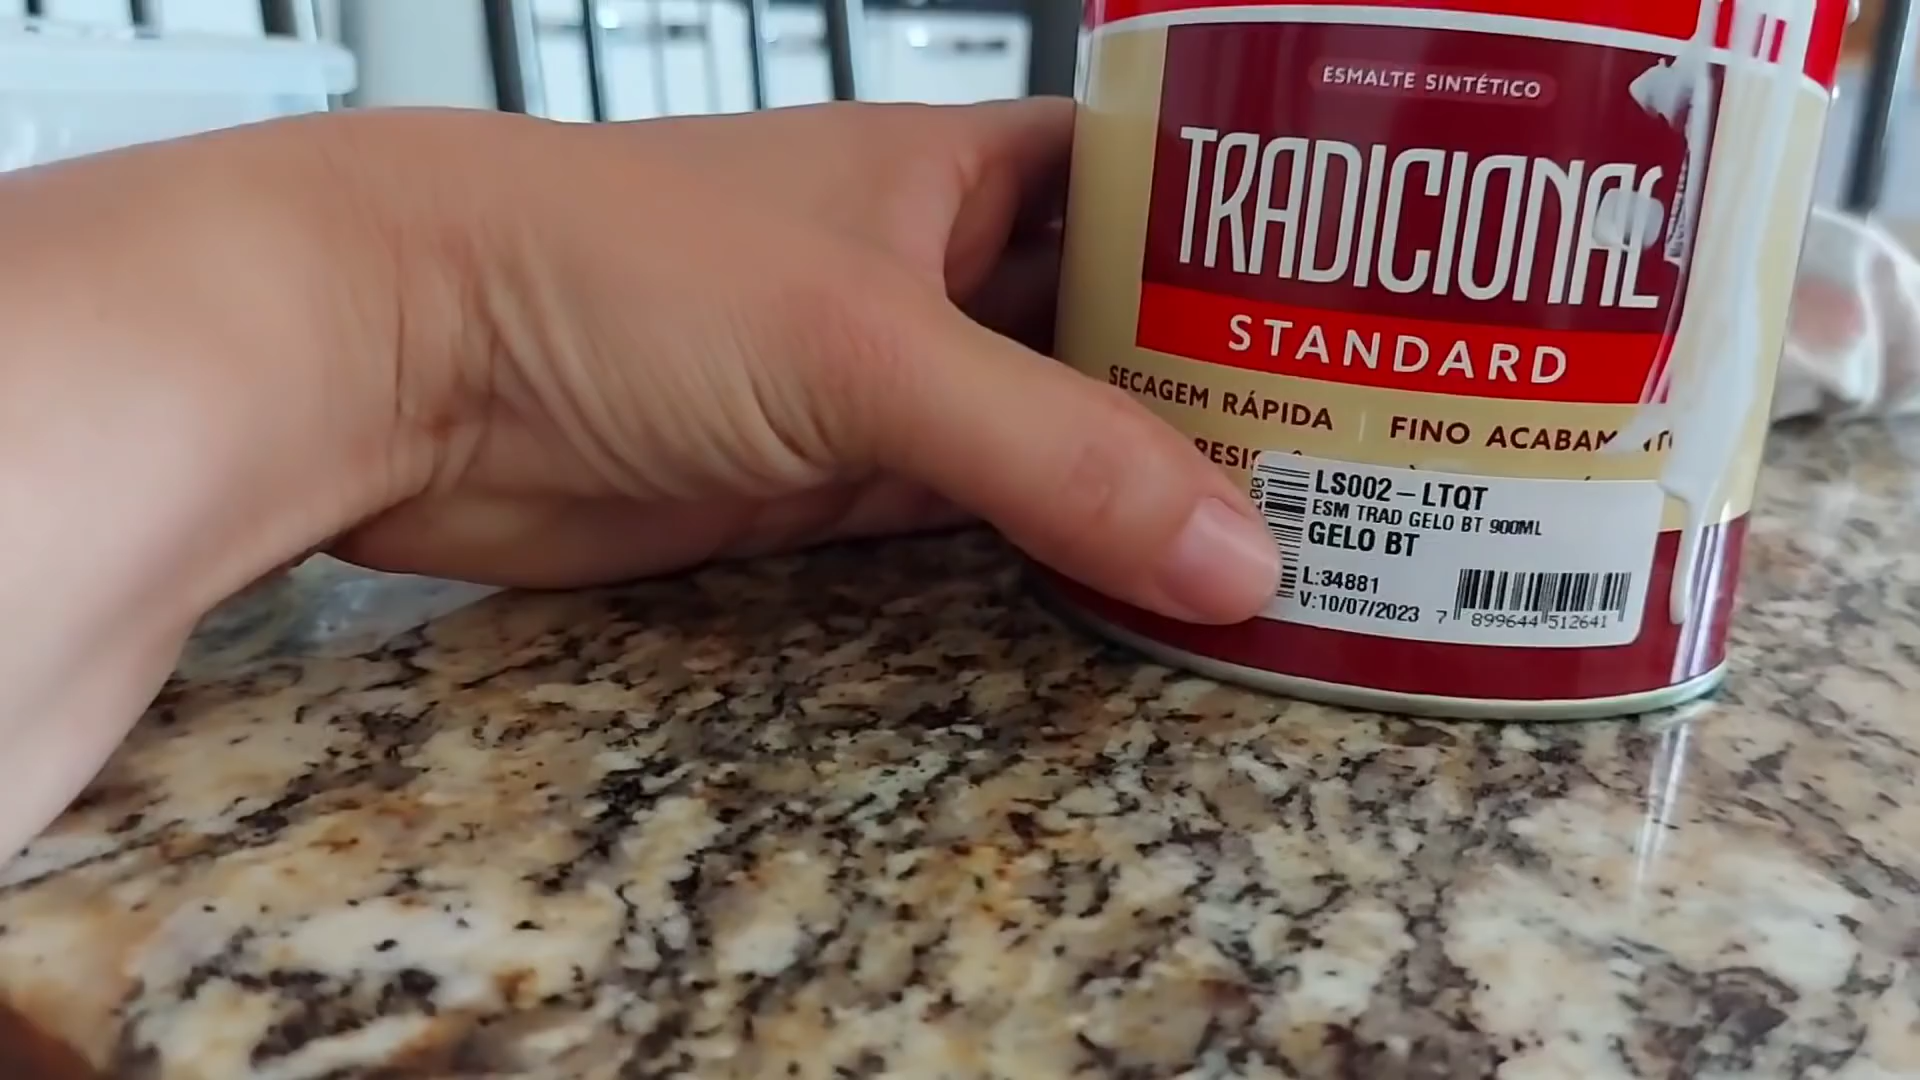 ESMALTE SINTÉTICO
TRADICIONAL
STANDARD
SECAGEM RÁPIDA | FINO ACABAMENTO
LS002 – LTQT
ESM TRAD GELO BT 900ML
GELO BT
L:34881
V:10/07/2023
7 899644 512641